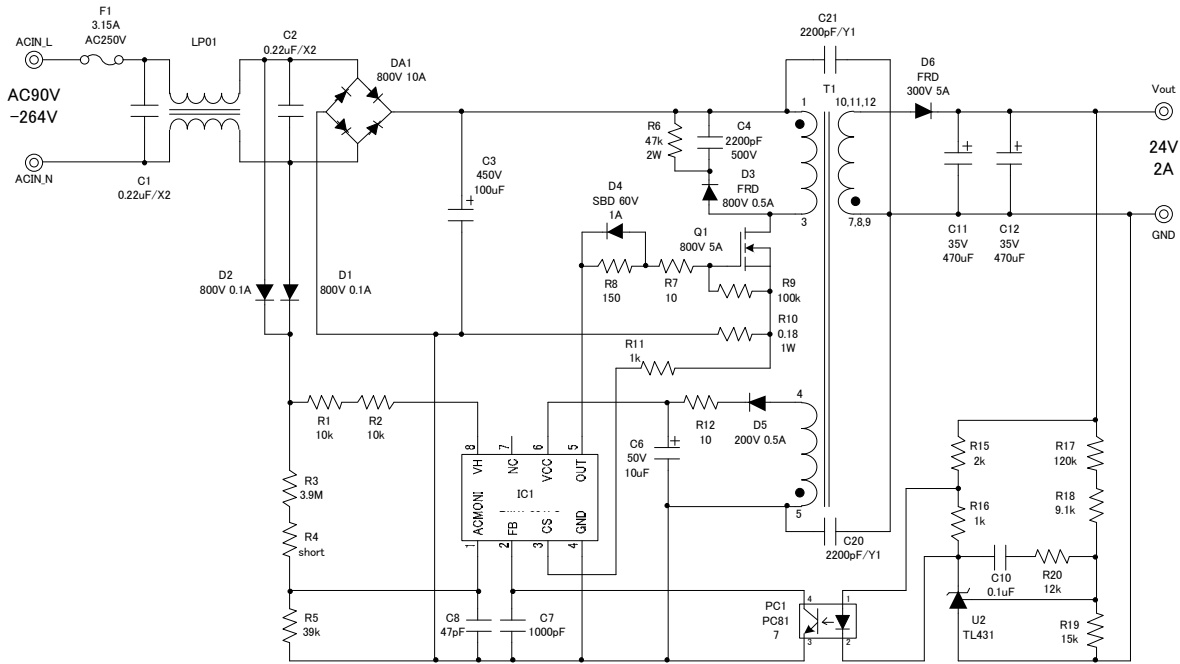 F1
3.15A
AC250V
ACIN_L
LP01
C2
0.22uF/X2
DA1
800V 10A
AC90V
-264V
ACIN_N
C1
0.22uF/X2
C3
450V
100uF
C21
2200pF/Y1
T1
R6
47k
2W
C4
2200pF
500V
D3
FRD
800V 0.5A
1
10,11,12
3
7,8,9
D6
FRD
300V 5A
Vout
24V
2A
GND
C11
35V
470uF
C12
35V
470uF
D4
SBD 60V
1A
Q1
800V 5A
R8
150
R7
10
R9
100k
R10
0.18
1W
R11
1k
D2
800V 0.1A
D1
800V 0.1A
R1
10k
R2
10k
R3
3.9M
R4
short
R5
39k
8
7
6
5
VH
NC
VCC
OUT
IC1
ACMONI
FB
CS
GND
1
2
3
4
C6
50V
10uF
R12
10
D5
200V 0.5A
4
5
C20
2200pF/Y1
C8
47pF
C7
1000pF
PC1
PC81
7
4
3
1
2
R15
2k
R16
1k
R17
120k
R18
9.1k
C10
0.1uF
R20
12k
U2
TL431
R19
15k